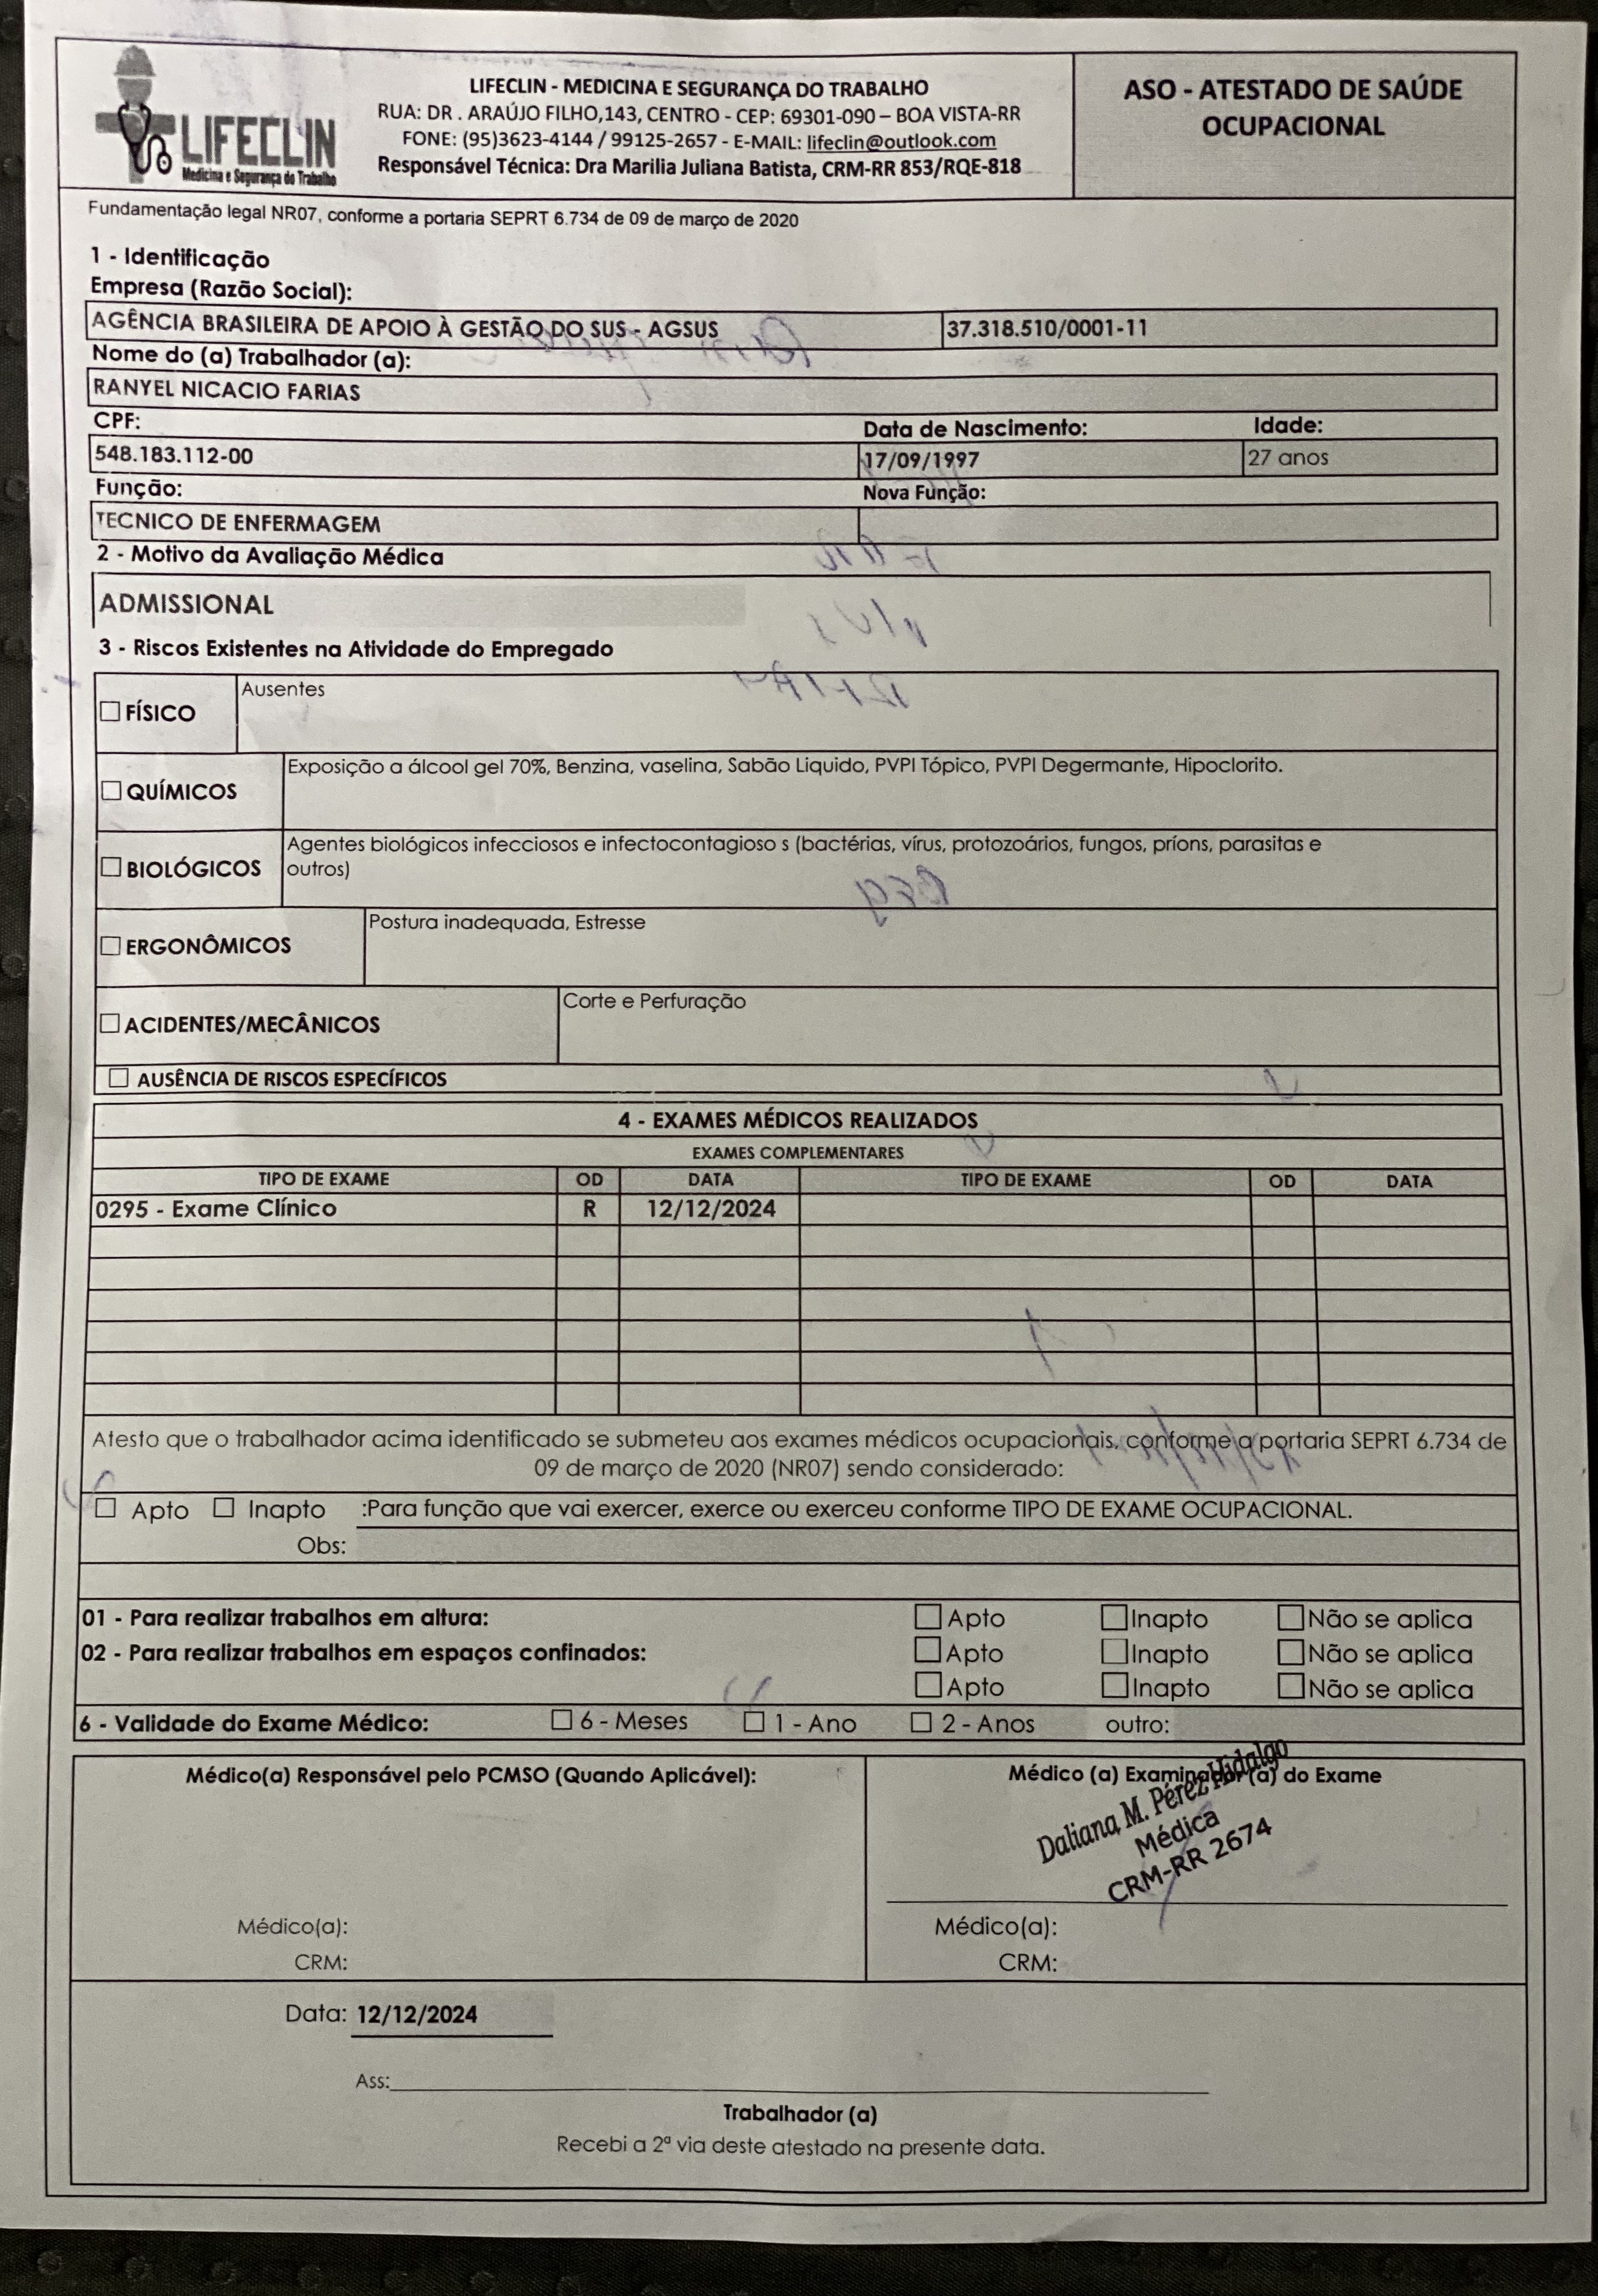 LIFECLIN
Medicina e Segurança do Trabalho
LIFECLIN - MEDICINA E SEGURANÇA DO TRABALHO
RUA: DR . ARAÚJO FILHO,143, CENTRO - CEP: 69301-090 – BOA VISTA-RR
FONE: (95)3623-4144 / 99125-2657 - E-MAIL: lifeclin@outlook.com
Responsável Técnica: Dra Marilia Juliana Batista, CRM-RR 853/RQE-818
ASO - ATESTADO DE SAÚDE
OCUPACIONAL
Fundamentação legal NR07, conforme a portaria SEPRT 6.734 de 09 de março de 2020
1 - Identificação
Empresa (Razão Social):
AGÊNCIA BRASILEIRA DE APOIO À GESTÃO DO SUS - AGSUS 37.318.510/0001-11
Nome do (a) Trabalhador (a):
RANYEL NICACIO FARIAS
CPF: Data de Nascimento: Idade:
548.183.112-00 17/09/1997 27 anos
Função: Nova Função:
TECNICO DE ENFERMAGEM
2 - Motivo da Avaliação Médica
ADMISSIONAL
3 - Riscos Existentes na Atividade do Empregado
☐ FÍSICO Ausentes
☐ QUÍMICOS Exposição a álcool gel 70%, Benzina, vaselina, Sabão Liquido, PVPI Tópico, PVPI Degermante, Hipoclorito.
☐ BIOLÓGICOS Agentes biológicos infecciosos e infectocontagioso s (bactérias, vírus, protozoários, fungos, príons, parasitas e
outros)
☐ ERGONÔMICOS Postura inadequada, Estresse
☐ ACIDENTES/MECÂNICOS Corte e Perfuração
☐ AUSÊNCIA DE RISCOS ESPECÍFICOS
4 - EXAMES MÉDICOS REALIZADOS
EXAMES COMPLEMENTARES
TIPO DE EXAME OD DATA TIPO DE EXAME OD DATA
0295 - Exame Clínico R 12/12/2024
Atesto que o trabalhador acima identificado se submeteu aos exames médicos ocupacionais, conforme a portaria SEPRT 6.734 de
09 de março de 2020 (NR07) sendo considerado:
☐ Apto ☐ Inapto :Para função que vai exercer, exerce ou exerceu conforme TIPO DE EXAME OCUPACIONAL.
Obs:
01 - Para realizar trabalhos em altura: ☐ Apto ☐ Inapto ☐ Não se aplica
02 - Para realizar trabalhos em espaços confinados: ☐ Apto ☐ Inapto ☐ Não se aplica
☐ Apto ☐ Inapto ☐ Não se aplica
6 - Validade do Exame Médico: ☐ 6 - Meses ☐ 1 - Ano ☐ 2 - Anos outro:
Médico(a) Responsável pelo PCMSO (Quando Aplicável):
Médico(a):
CRM:
Médico (a) Examinador (a) do Exame
Daliana M. Pérez Hidalgo
Médica
CRM-RR 2674
Médico(a):
CRM:
Data: 12/12/2024
Ass:
Trabalhador (a)
Recebi a 2ª via deste atestado na presente data.